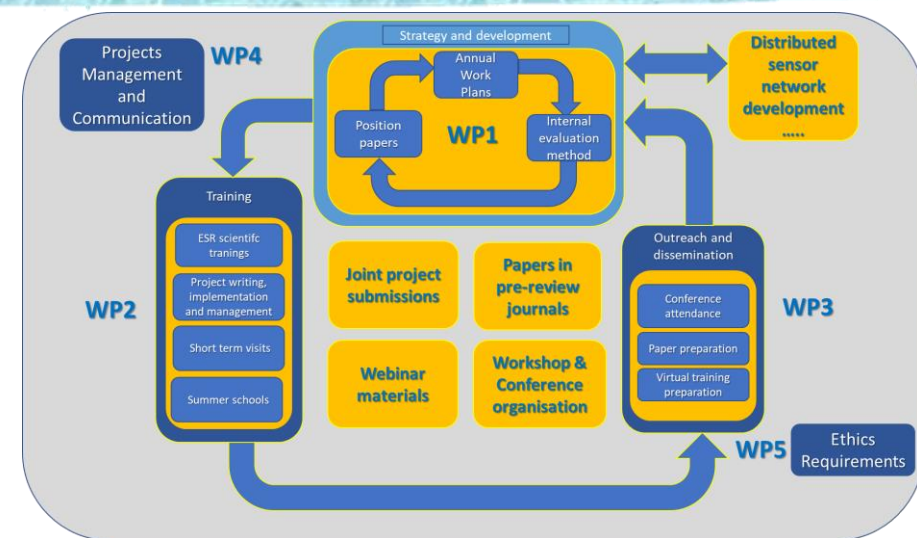 Projects
Management
and
Communication
WP4
Strategy and development
Annual
Work
Plans
Position
papers
WP1
Internal
evaluation
method
Distributed
sensor
network
development
.....
Training
ESR scientifc
tranings
Project writing,
implementation
and management
Short term visits
Summer schools
WP2
Joint project
submissions
Papers in
pre-review
journals
Webinar
materials
Workshop &
Conference
organisation
Outreach and
dissemination
Conference
attendance
Paper preparation
Virtual training
preparation
WP3
WP5
Ethics
Requirements